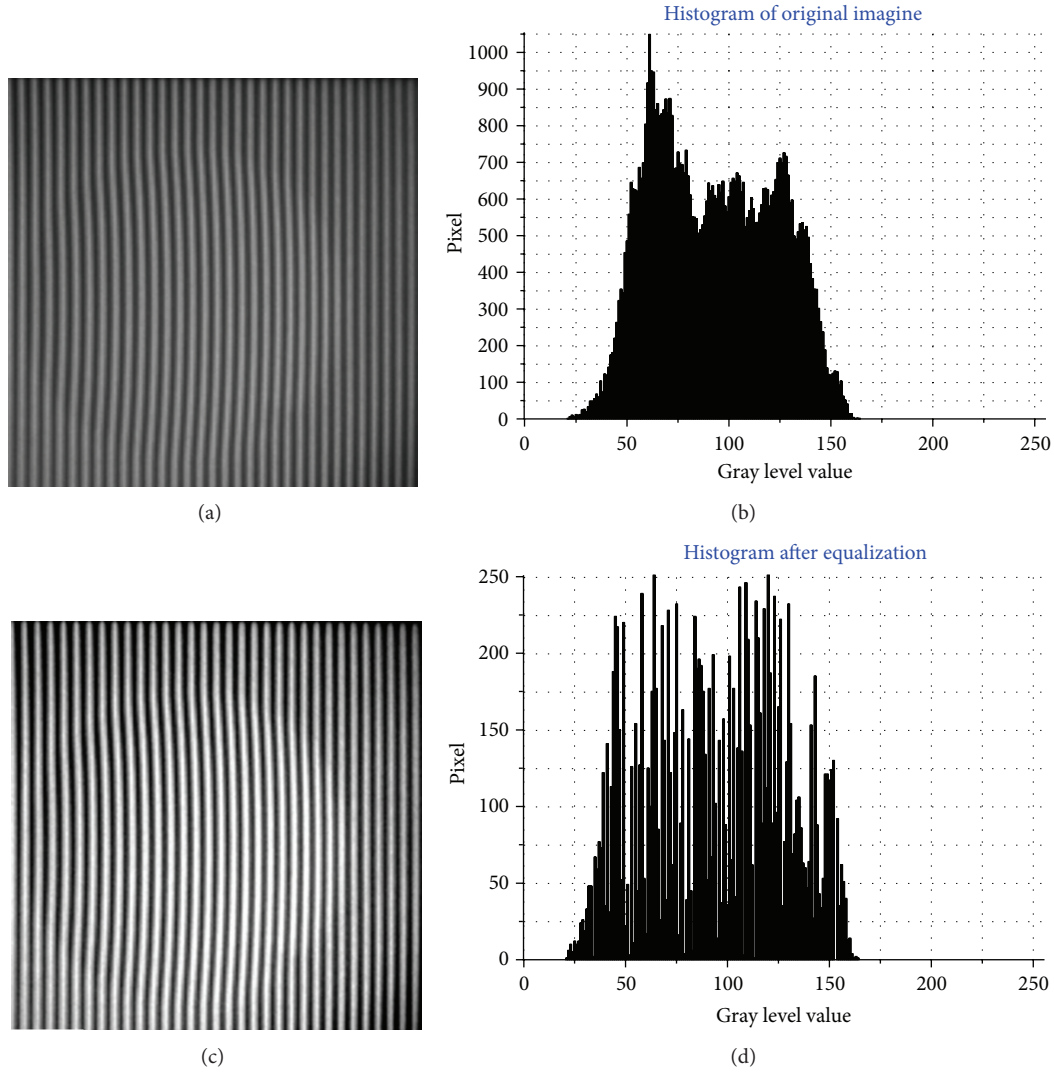 Histogram of original imagine
1000
900
800
700
600
500
400
300
200
100
0
Pixel
0 50 100 150 200 250
Gray level value
(a)
(b)
Histogram after equalization
250
200
150
100
50
0
Pixel
0 50 100 150 200 250
Gray level value
(c)
(d)